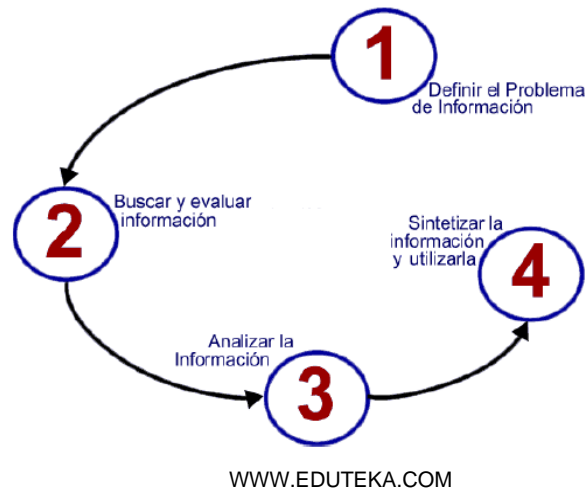 1
Definir el Problema
de Información
2
Buscar y evaluar
información
Analizar la
Información
3
Sintetizar la
información
y utilizarla
4
WWW.EDUTEKA.COM